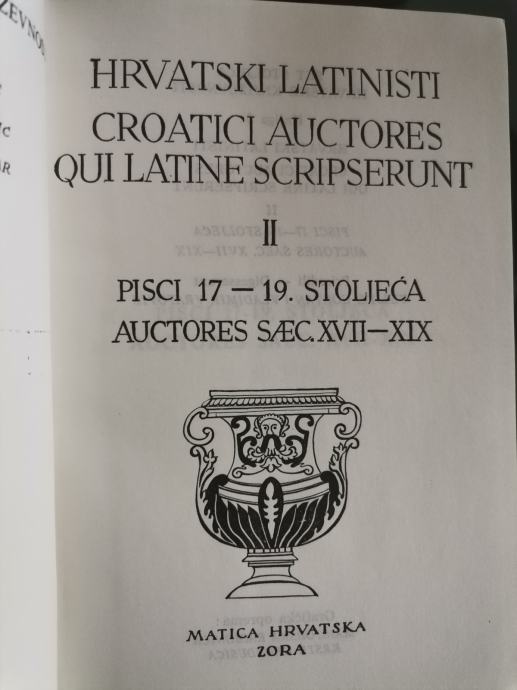 HRVATSKI LATINISTI
CROATICI AUCTORES
QUI LATINE SCRIPSERUNT
II
PISCI 17 — 19. STOLJEĆA
AUCTORES SÆC. XVII—XIX
MATICA HRVATSKA
ZORA